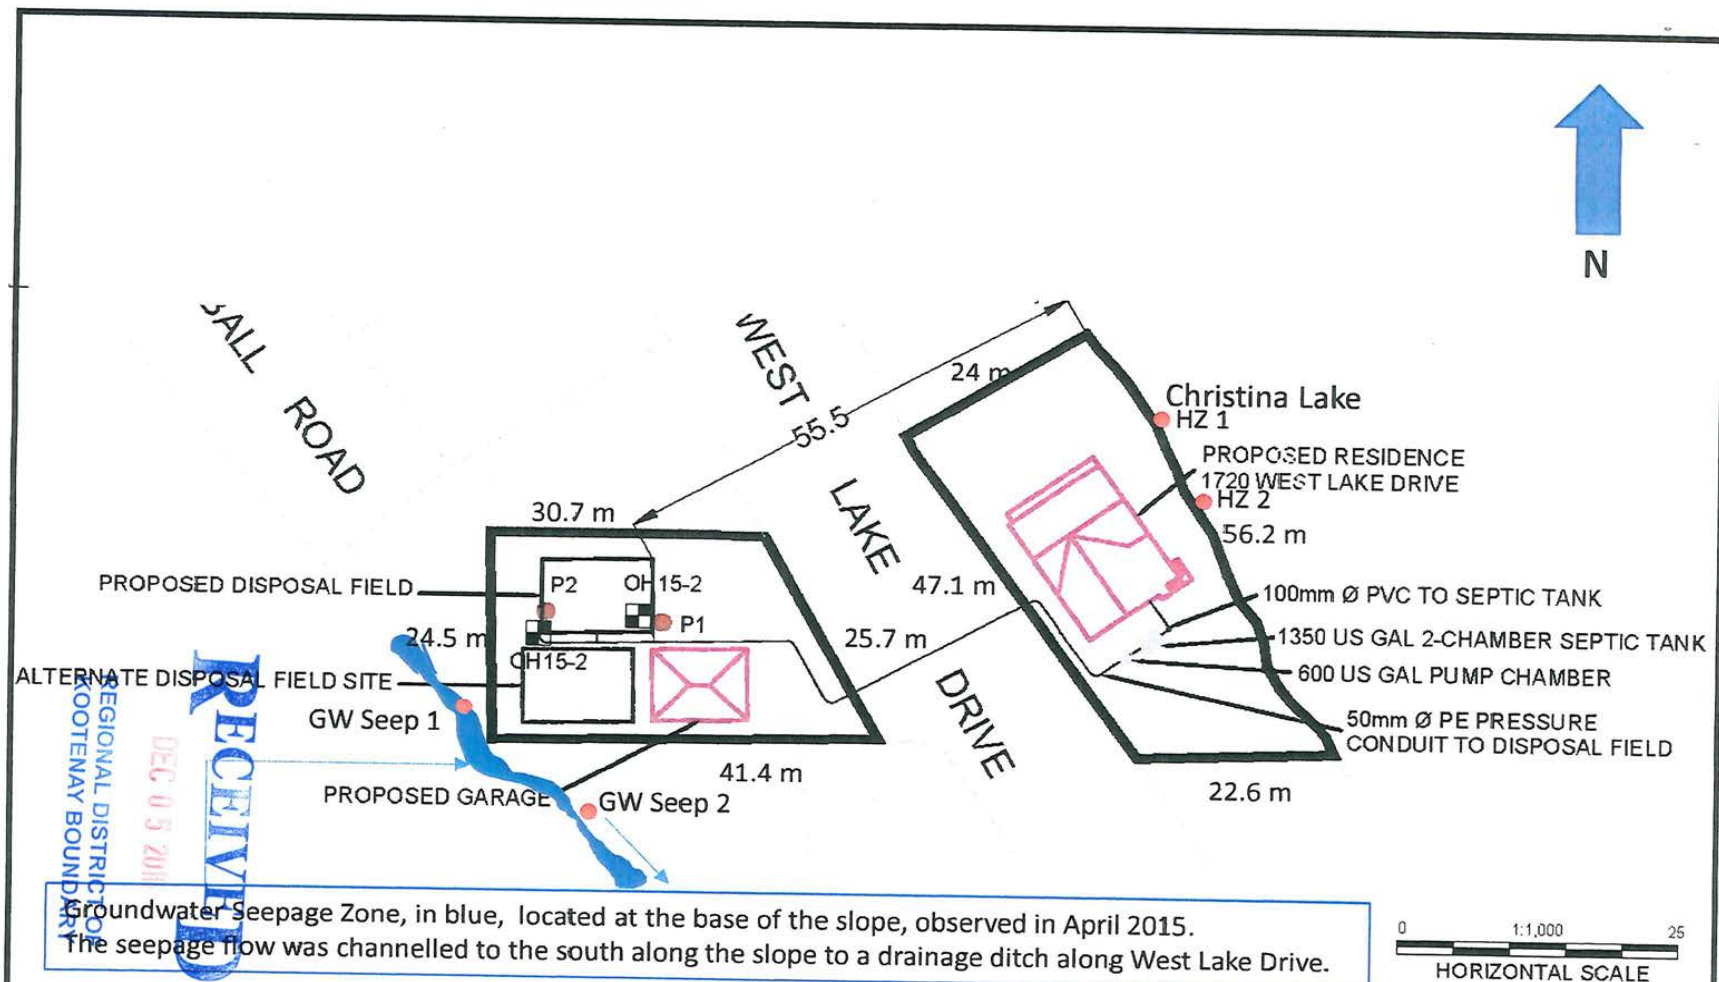 N
BALL ROAD
WEST LAKE DRIVE
24 m
55.5
Christina Lake
HZ 1
PROPOSED RESIDENCE
1720 WEST LAKE DRIVE
HZ 2
56.2 m
30.7 m
47.1 m
PROPOSED DISPOSAL FIELD
P2
OH15-2
P1
24.5 m
25.7 m
OH15-2
100mm Ø PVC TO SEPTIC TANK
1350 US GAL 2-CHAMBER SEPTIC TANK
600 US GAL PUMP CHAMBER
ALTERNATE DISPOSAL FIELD SITE
GW Seep 1
50mm Ø PE PRESSURE
CONDUIT TO DISPOSAL FIELD
41.4 m
22.6 m
PROPOSED GARAGE
GW Seep 2
RECEIVED
DEC 05
REGIONAL DISTRICT OF
KOOTENAY BOUNDARY
Groundwater Seepage Zone, in blue, located at the base of the slope, observed in April 2015.
The seepage flow was channelled to the south along the slope to a drainage ditch along West Lake Drive.
0 1:1,000 25
HORIZONTAL SCALE